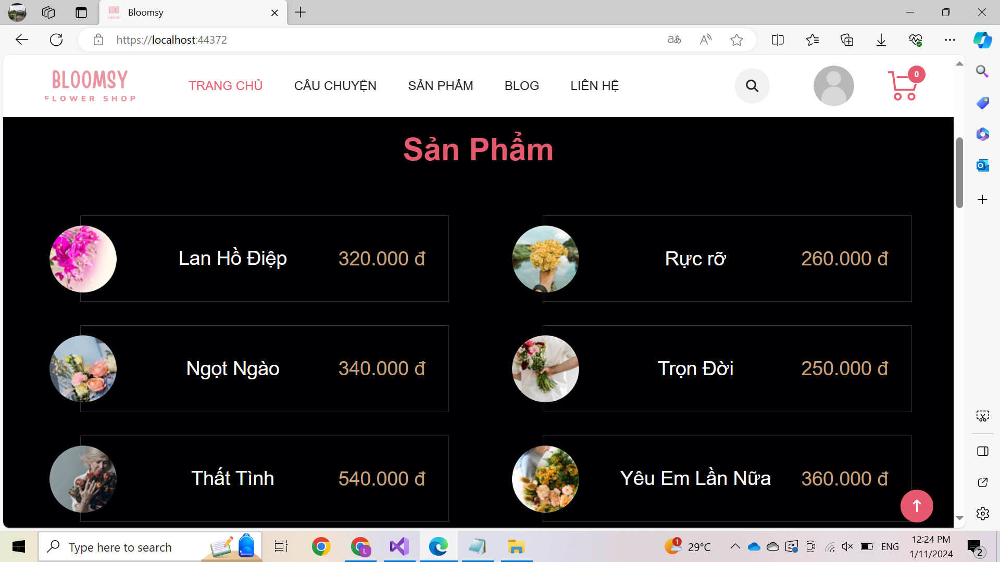 Bloomsy
https://localhost:44372
BLOOMSY
FLOWER SHOP
TRANG CHỦ
CÂU CHUYỆN
SẢN PHẨM
BLOG
LIÊN HỆ
0
Sản Phẩm
Lan Hồ Điệp 320.000 đ
Rực rỡ 260.000 đ
Ngọt Ngào 340.000 đ
Trọn Đời 250.000 đ
Thất Tình 540.000 đ
Yêu Em Lần Nữa 360.000 đ
Type here to search
L
1
29°C
ENG
12:24 PM
1/11/2024
2